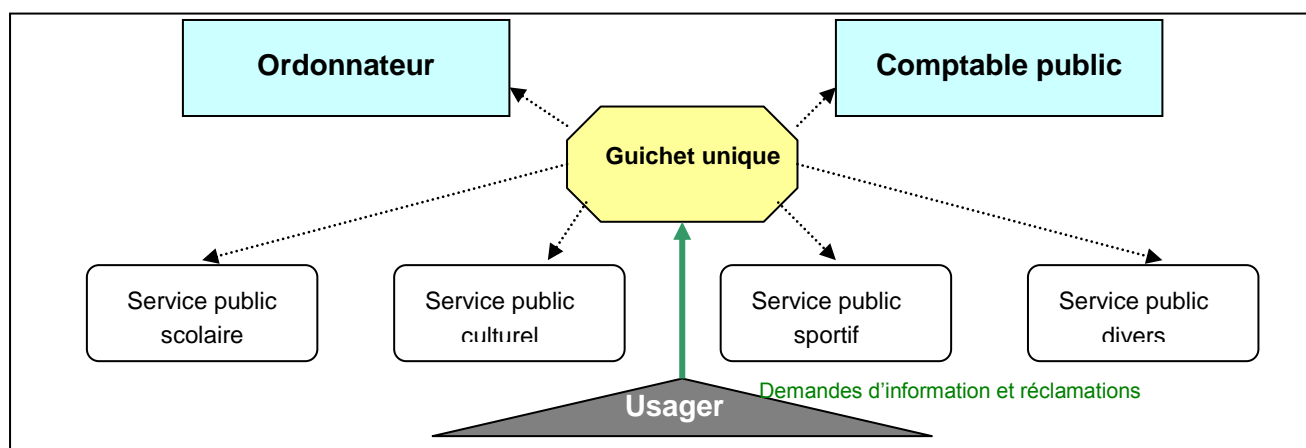 Ordonnateur
Comptable public
Guichet unique
Service public
scolaire
Service public
culturel
Service public
sportif
Service public
divers
Demandes d’information et réclamations
Usager